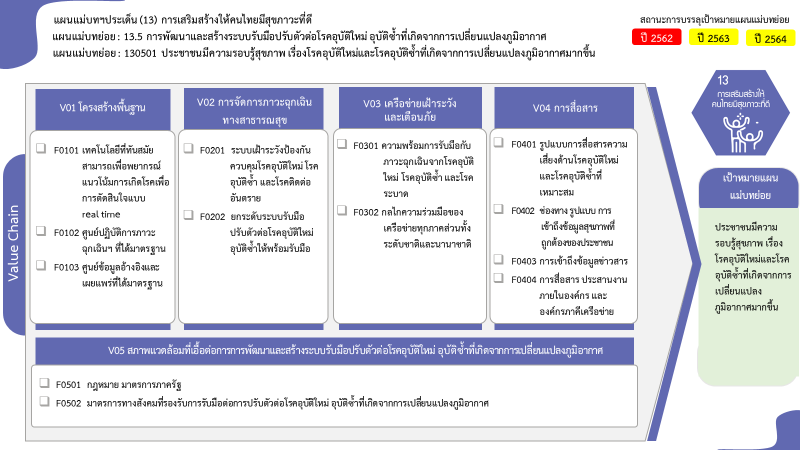 แผนแม่บทฯประเด็น (13) การเสริมสร้างให้คนไทยมีสุขภาวะที่ดี
แผนแม่บทย่อย : 13.5 การพัฒนาและสร้างระบบรับมือปรับตัวต่อโรคอุบัติใหม่ อุบัติซ้ำที่เกิดจากการเปลี่ยนแปลงภูมิอากาศ
แผนแม่บทย่อย : 130501 ประชาชนมีความรอบรู้สุขภาพ เรื่องโรคอุบัติใหม่และโรคอุบัติซ้ำที่เกิดจากการเปลี่ยนแปลงภูมิอากาศมากขึ้น
สถานะการบรรลุเป้าหมายแผนแม่บทย่อย
ปี 2562 ปี 2563 ปี 2564
Value Chain
V01 โครงสร้างพื้นฐาน
F0101 เทคโนโลยีที่ทันสมัย
สามารถเพื่อพยากรณ์
แนวโน้มการเกิดโรคเพื่อ
การตัดสินใจแบบ
real time
F0102 ศูนย์ปฏิบัติการภาวะ
ฉุกเฉินฯ ที่ได้มาตรฐาน
F0103 ศูนย์ข้อมูลอ้างอิงและ
เผยแพร่ที่ได้มาตรฐาน
V02 การจัดการภาวะฉุกเฉิน
ทางสาธารณสุข
F0201 ระบบเฝ้าระวังป้องกัน
ควบคุมโรคอุบัติใหม่ โรค
อุบัติซ้ำ และโรคติดต่อ
อันตราย
F0202 ยกระดับระบบรับมือ
ปรับตัวต่อโรคอุบัติใหม่
อุบัติซ้ำให้พร้อมรับมือ
V03 เครือข่ายเฝ้าระวัง
และเตือนภัย
F0301 ความพร้อมการรับมือกับ
ภาวะฉุกเฉินจากโรคอุบัติ
ใหม่ โรคอุบัติซ้ำ และโรค
ระบาด
F0302 กลไกความร่วมมือของ
เครือข่ายทุกภาคส่วนทั้ง
ระดับชาติและนานาชาติ
V04 การสื่อสาร
F0401 รูปแบบการสื่อสารความ
เสี่ยงด้านโรคอุบัติใหม่
และโรคอุบัติซ้ำที่
เหมาะสม
F0402 ช่องทาง รูปแบบ การ
เข้าถึงข้อมูลสุขภาพที่
ถูกต้องของประชาชน
F0403 การเข้าถึงข้อมูลข่าวสาร
F0404 การสื่อสาร ประสานงาน
ภายในองค์กร และ
องค์กรภาคีเครือข่าย
V05 สภาพแวดล้อมที่เอื้อต่อการการพัฒนาและสร้างระบบรับมือปรับตัวต่อโรคอุบัติใหม่ อุบัติซ้ำที่เกิดจากการเปลี่ยนแปลงภูมิอากาศ
F0501 กฎหมาย มาตรการภาครัฐ
F0502 มาตรการทางสังคมที่รองรับการรับมือต่อการปรับตัวต่อโรคอุบัติใหม่ อุบัติซ้ำที่เกิดจากการเปลี่ยนแปลงภูมิอากาศ
13
การเสริมสร้างให้
คนไทยมีสุขภาวะที่ดี
เป้าหมายแผน
แม่บทย่อย
ประชาชนมีความ
รอบรู้สุขภาพ เรื่อง
โรคอุบัติใหม่และโรค
อุบัติซ้ำที่เกิดจากการ
เปลี่ยนแปลง
ภูมิอากาศมากขึ้น